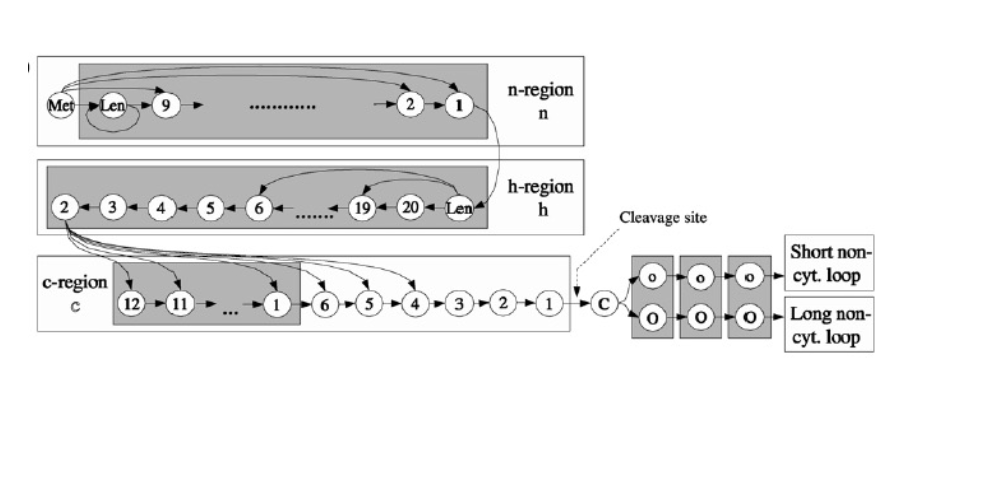 )
Met Len 9 ............ 2 1
n-region
n
2 3 4 5 6 ....... 19 20 Len
h-region
h
Cleavage site
c-region
c
12 11 ... 1 6 5 4 3 2 1 C
o o o
O O O
Short non-
cyt. loop
Long non-
cyt. loop